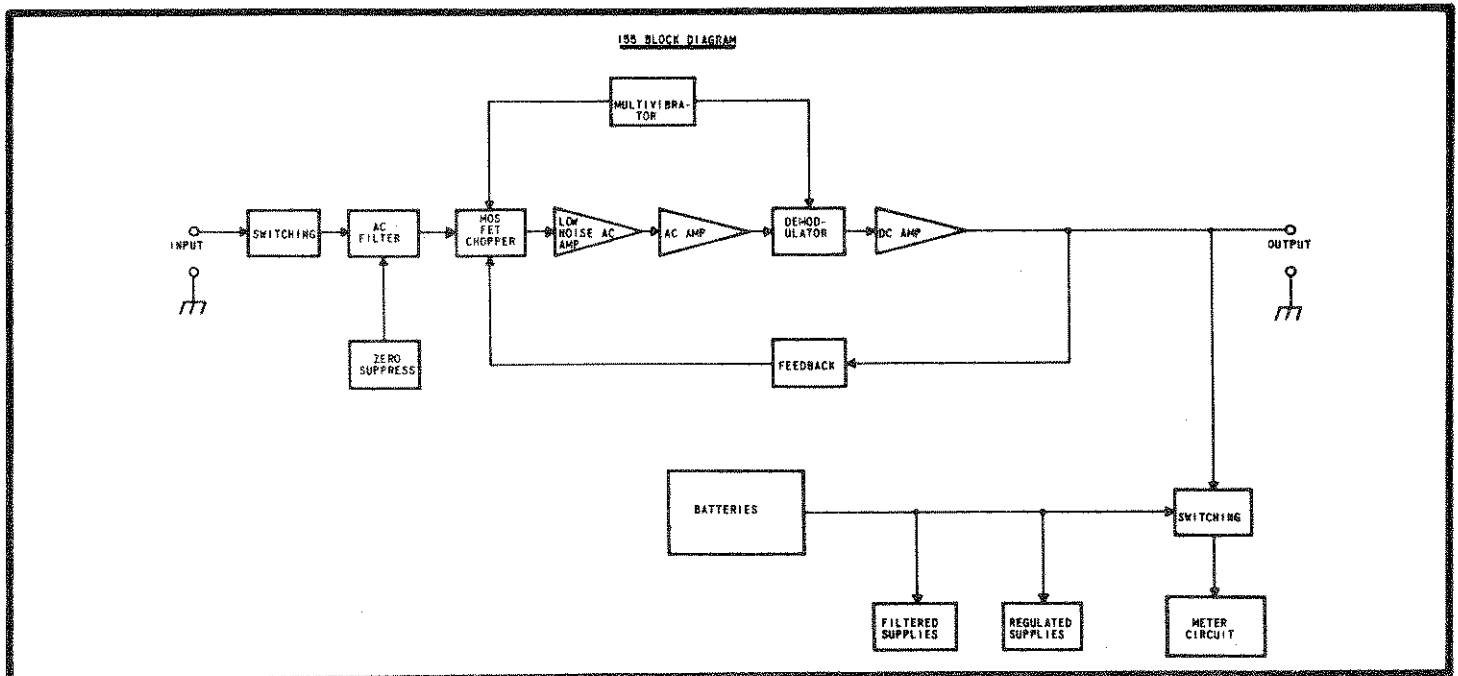 155 BLOCK DIAGRAM
MULTIVIBRA-
TOR
INPUT
SWITCHING
AC
FILTER
MOS
FET
CHOPPER
LOW
NOISE AC
AMP
AC AMP
DEMOD-
ULATOR
DC AMP
OUTPUT
ZERO
SUPPRESS
FEEDBACK
BATTERIES
SWITCHING
FILTERED
SUPPLIES
REGULATED
SUPPLIES
METER
CIRCUIT